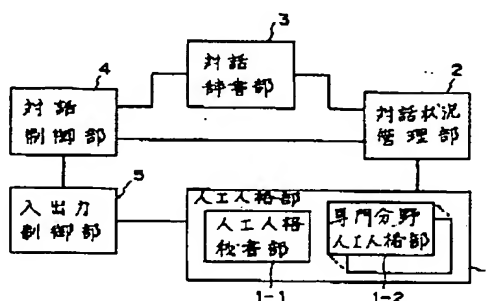 3
対話
辞書部
4
対話
制御部
2
対話状況
管理部
5
入出力
制御部
人工人格部
人工人格
秘書部
専門分野
人工人格部
1-1
1-2